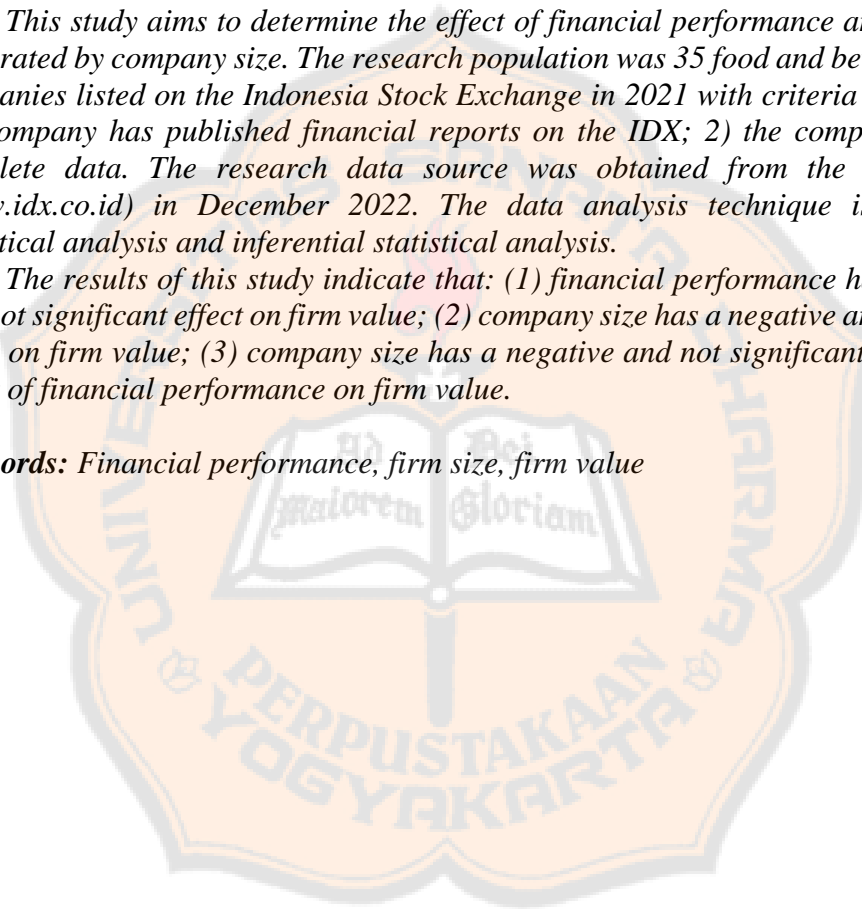 This study aims to determine the effect of financial performance an
rated by company size. The research population was 35 food and be
anies listed on the Indonesia Stock Exchange in 2021 with criteria
ompany has published financial reports on the IDX; 2) the comp
lete data. The research data source was obtained from the
.idx.co.id) in December 2022. The data analysis technique i
tical analysis and inferential statistical analysis.
The results of this study indicate that: (1) financial performance h
ot significant effect on firm value; (2) company size has a negative an
on firm value; (3) company size has a negative and not significant
of financial performance on firm value.
ords: Financial performance, firm size, firm value
UNIVERSITAS SANATA DHARMA
Ad Dei
Maiorem Gloriam
PERPUSTAKAAN
YOGYAKARTA